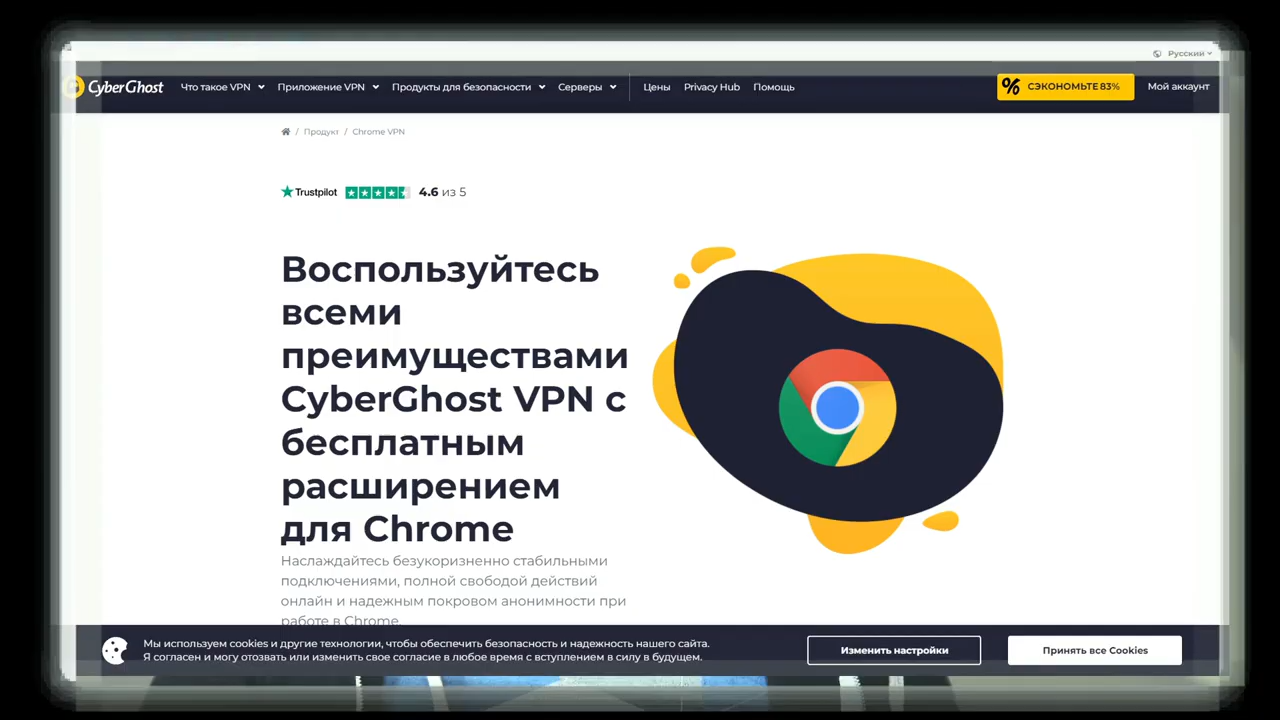 Русский
CyberGhost
Что такое VPN Приложение VPN Продукты для безопасности Серверы Цены Privacy Hub Помощь % СЭКОНОМЬТЕ 83% Мой аккаунт
/ Продукт / Chrome VPN
Trustpilot 4.6 из 5
Воспользуйтесь
всеми
преимуществами
CyberGhost VPN с
бесплатным
расширением
для Chrome
Наслаждайтесь безукоризненно стабильными
подключениями, полной свободой действий
онлайн и надежным покровом анонимности при
работе в Chrome.
Мы используем cookies и другие технологии, чтобы обеспечить безопасность и надежность нашего сайта.
Я согласен и могу отозвать или изменить свое согласие в любое время с вступлением в силу в будущем.
Изменить настройки
Принять все Cookies